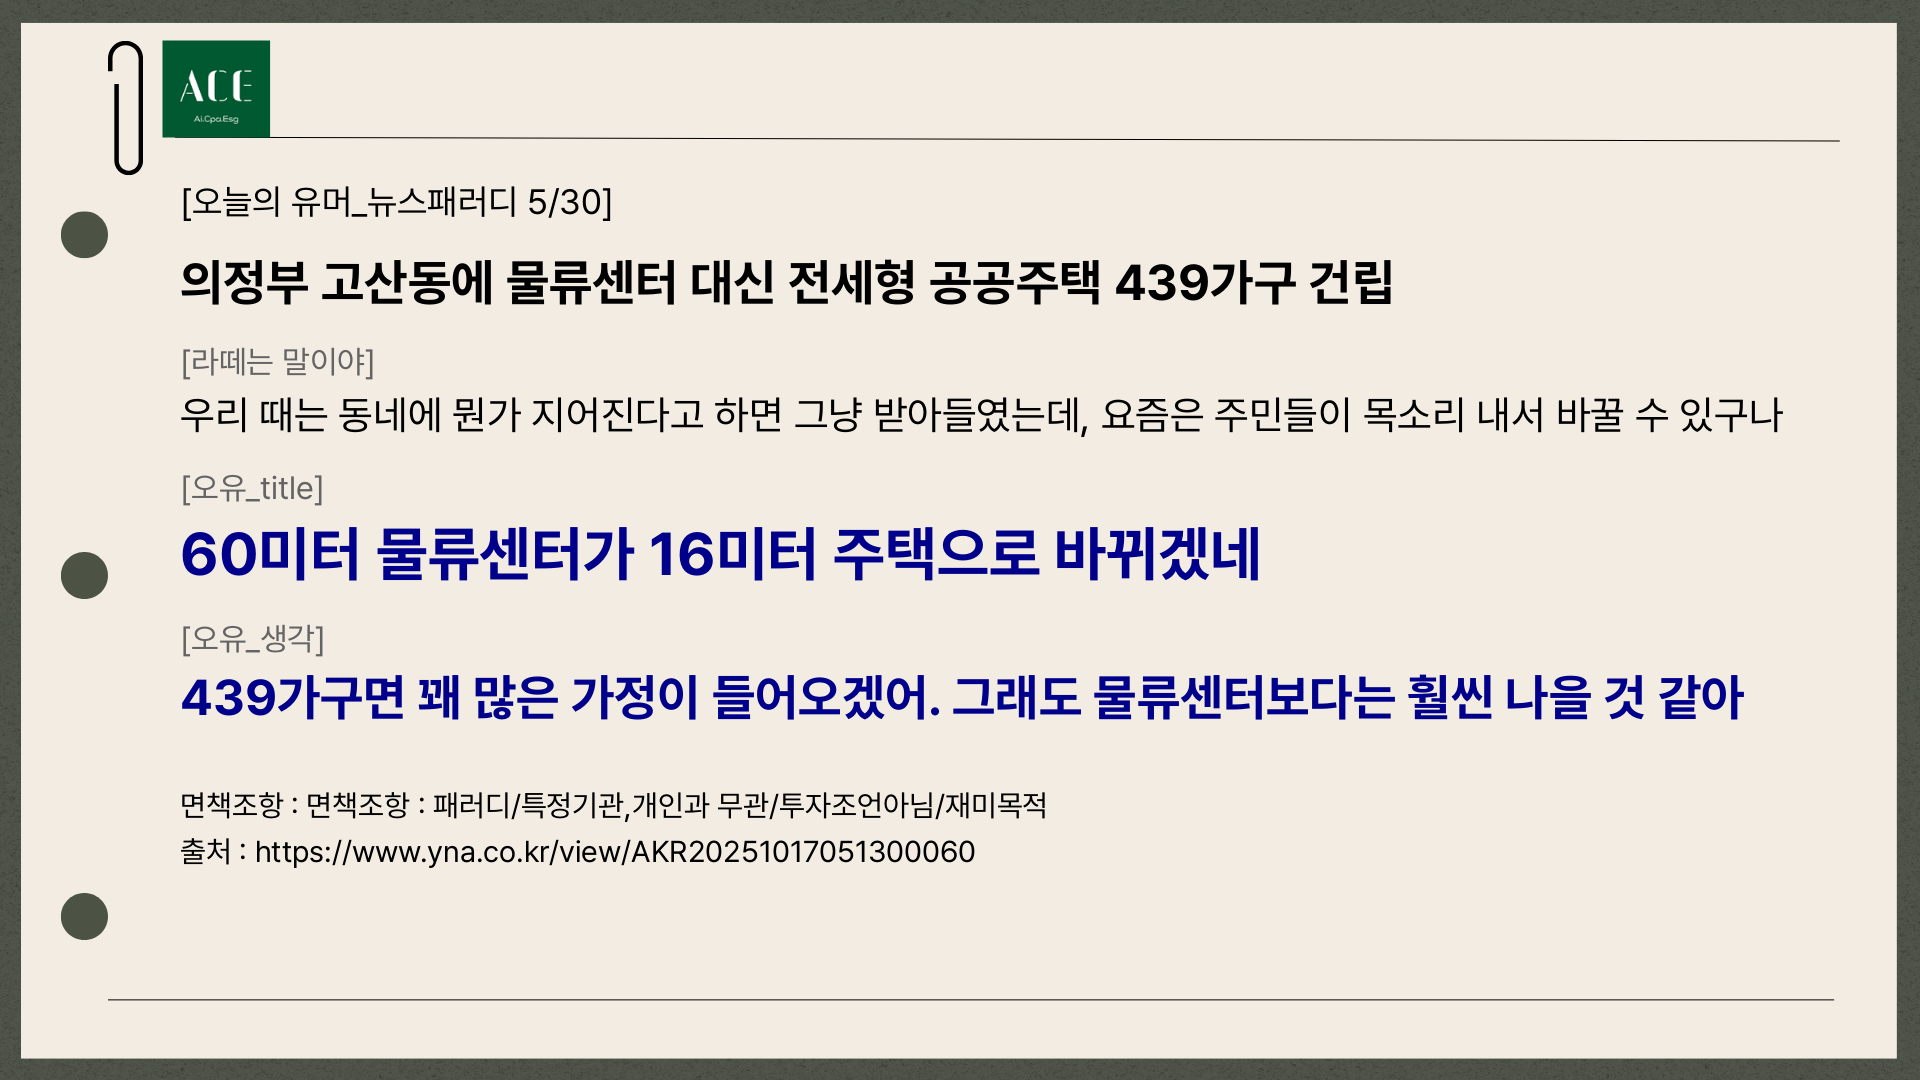 ACE
Ai.Cpa.Esg
[오늘의 유머_뉴스패러디 5/30]
의정부 고산동에 물류센터 대신 전세형 공공주택 439가구 건립
[라떼는 말이야]
우리 때는 동네에 뭔가 지어진다고 하면 그냥 받아들였는데, 요즘은 주민들이 목소리 내서 바꿀 수 있구나
[오유_title]
60미터 물류센터가 16미터 주택으로 바뀌겠네
[오유_생각]
439가구면 꽤 많은 가정이 들어오겠어. 그래도 물류센터보다는 훨씬 나을 것 같아
면책조항 : 면책조항 : 패러디/특정기관,개인과 무관/투자조언아님/재미목적
출처 : https://www.yna.co.kr/view/AKR20251017051300060